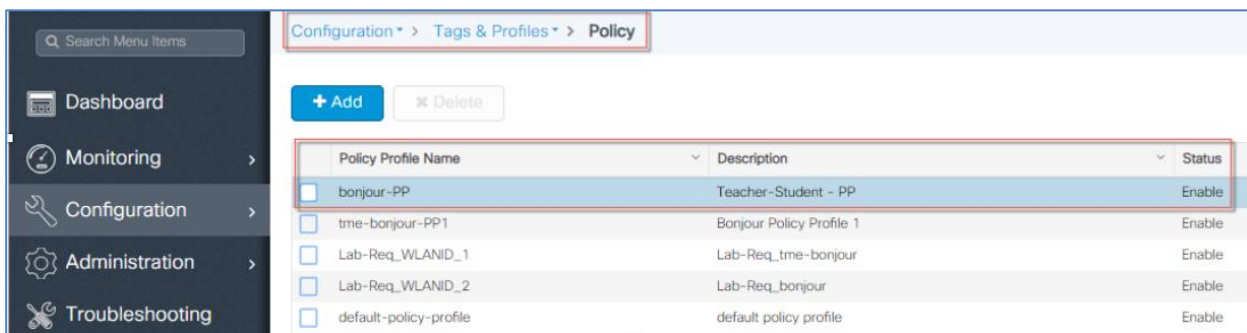 Search Menu Items
Configuration > Tags & Profiles > Policy
Dashboard
+ Add
× Delete
Monitoring >
Policy Profile Name Description Status
bonjour-PP Teacher-Student - PP Enable
Configuration >
tme-bonjour-PP1 Bonjour Policy Profile 1 Enable
Lab-Req_WLANID_1 Lab-Req_tme-bonjour Enable
Administration >
Lab-Req_WLANID_2 Lab-Req_bonjour Enable
Troubleshooting
default-policy-profile default policy profile Enable